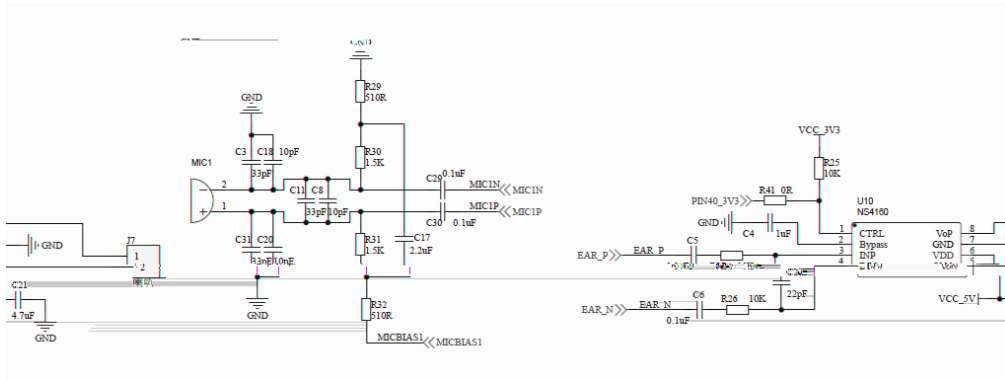 R29
510R
GND
VCC_3V3
C3
C18
10pF
R30
1.5K
R25
10K
MIC1
33pF
C29
0.1uF
R41
0R
U10
NS4160
2
C11
C8
MIC1N
MIC1N
PIN40_3V3
33pF
10pF
1
MIC1P
MIC1P
C30
0.1uF
GND
C4
1uF
1
CTRL
VoP
8
2
Bypass
GND
7
C31
C20
R31
1.5K
C17
2.2uF
EAR_P
EAR_P
C5
3
INP
VDD
6
4
5
GND
J7
1
2
C21
4.7uF
GND
GND
R32
510R
22pF
VCC_5V
EAR_N
EAR_N
C6
0.1uF
R26
10K
MICBIAS1
MICBIAS1